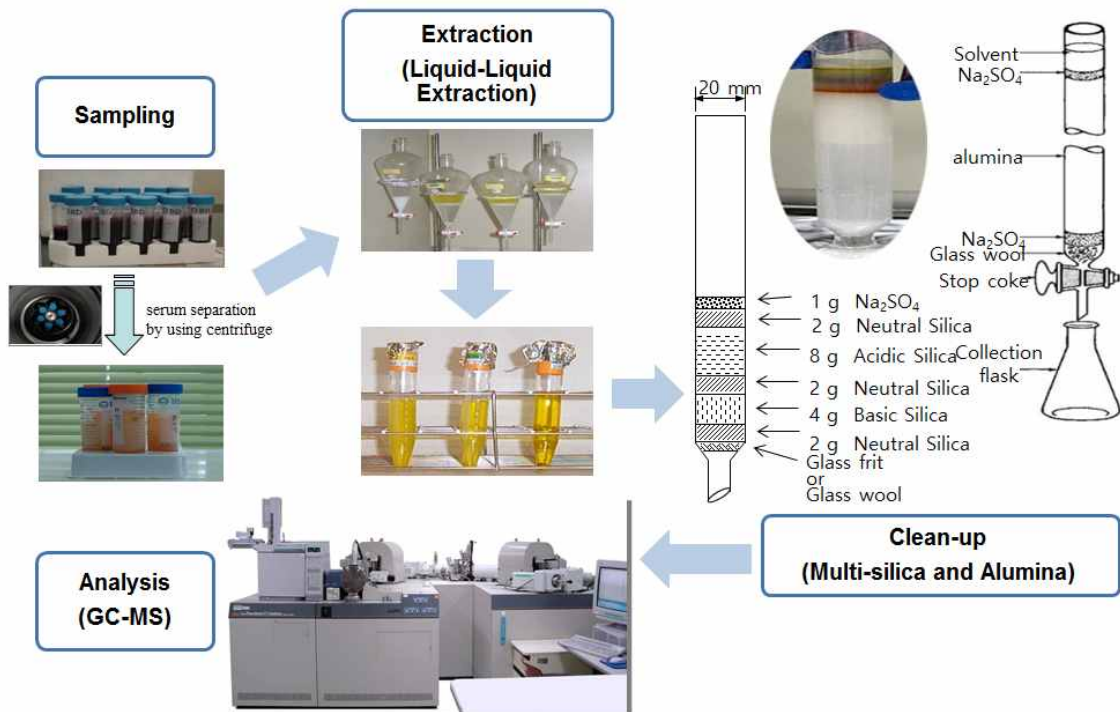 Sampling
serum separation
by using centrifuge
Extraction
(Liquid-Liquid
Extraction)
20 mm
1 g Na₂SO₄
2 g Neutral Silica
8 g Acidic Silica
2 g Neutral Silica
4 g Basic Silica
2 g Neutral Silica
Glass frit
or
Glass wool
Solvent
Na₂SO₄
alumina
Na₂SO₄
Glass wool
Stop coke
Collection
flask
Clean-up
(Multi-silica and Alumina)
Analysis
(GC-MS)